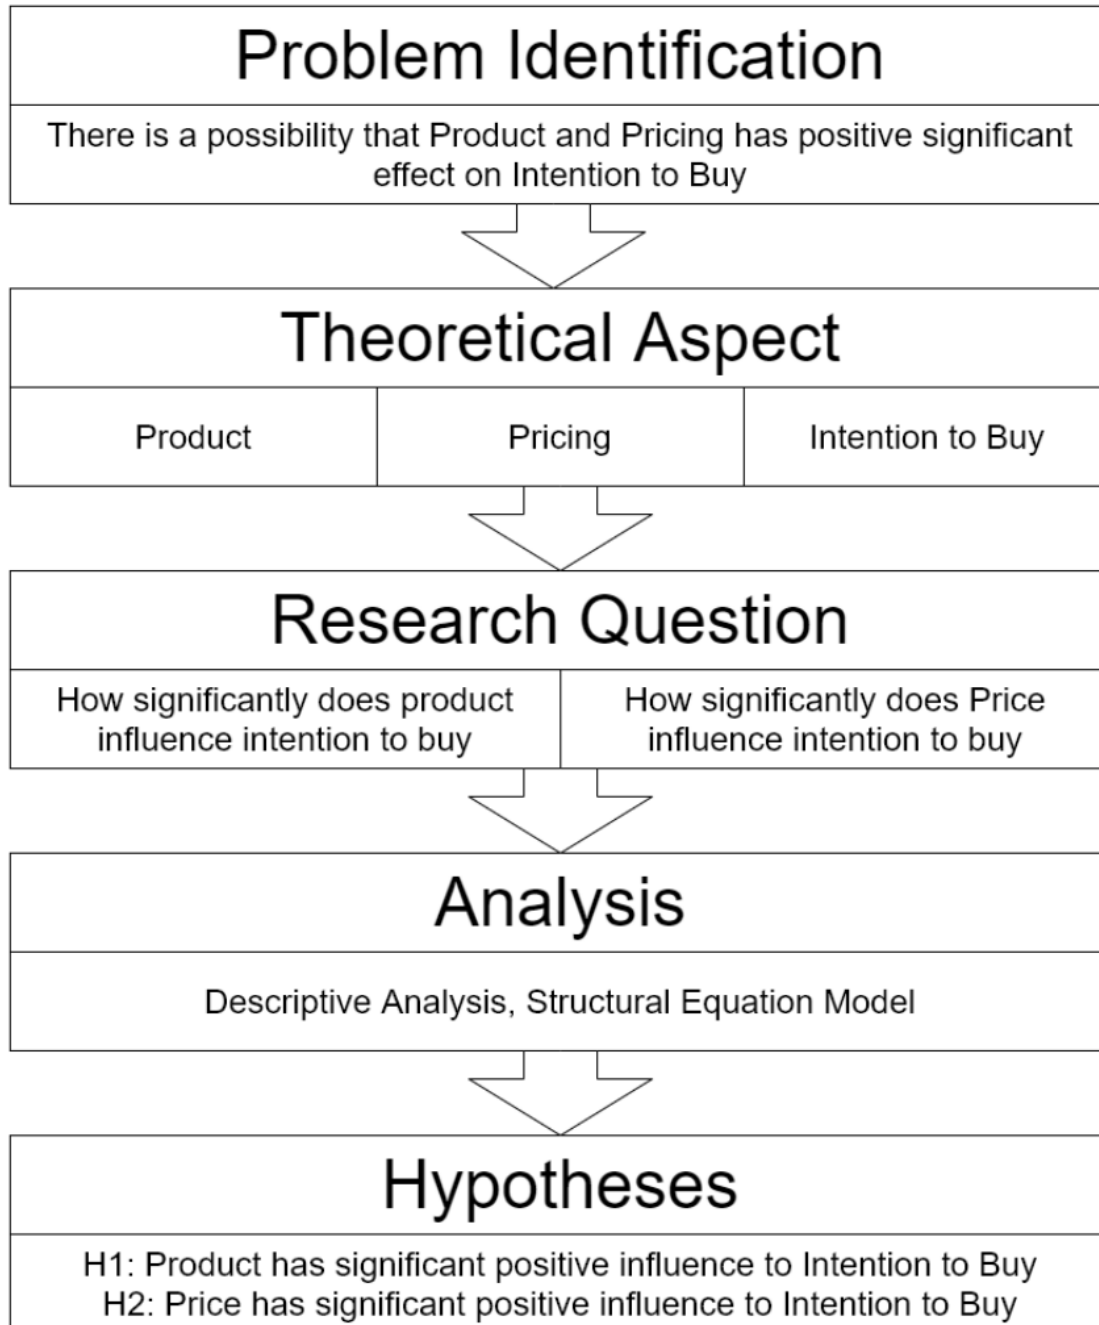 Problem Identification
There is a possibility that Product and Pricing has positive significant
effect on Intention to Buy
Theoretical Aspect
Product
Pricing
Intention to Buy
Research Question
How significantly does product
influence intention to buy
How significantly does Price
influence intention to buy
Analysis
Descriptive Analysis, Structural Equation Model
Hypotheses
H1: Product has significant positive influence to Intention to Buy
H2: Price has significant positive influence to Intention to Buy